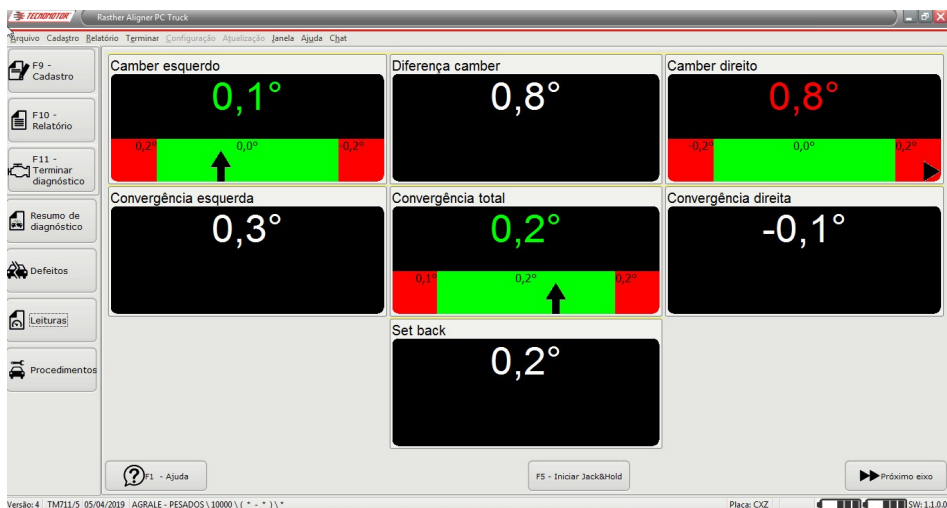 TECNOMOTOR
Rasther Aligner PC Truck
Arquivo Cadastro Relatório Terminar Configuração Atualização Janela Ajuda Chat
F9 -
Cadastro
F10 -
Relatório
F11 -
Terminar
diagnóstico
Resumo de
diagnóstico
Defeitos
Leituras
Procedimentos
Camber esquerdo
0,1°
0,2° 0,0° -0,2°
Diferença camber
0,8°
Camber direito
0,8°
-0,2° 0,0° 0,2°
Convergência esquerda
0,3°
Convergência total
0,2°
0,1° 0,2° 0,2°
Convergência direita
-0,1°
Set back
0,2°
F1 - Ajuda
F5 - Iniciar Jack&Hold
Próximo eixo
Versão: 4 TM711/5 05/04/2019 AGRALE - PESADOS \ 10000 \ ( * - * ) \ * Placa: CXZ SW: 1.1.0.0